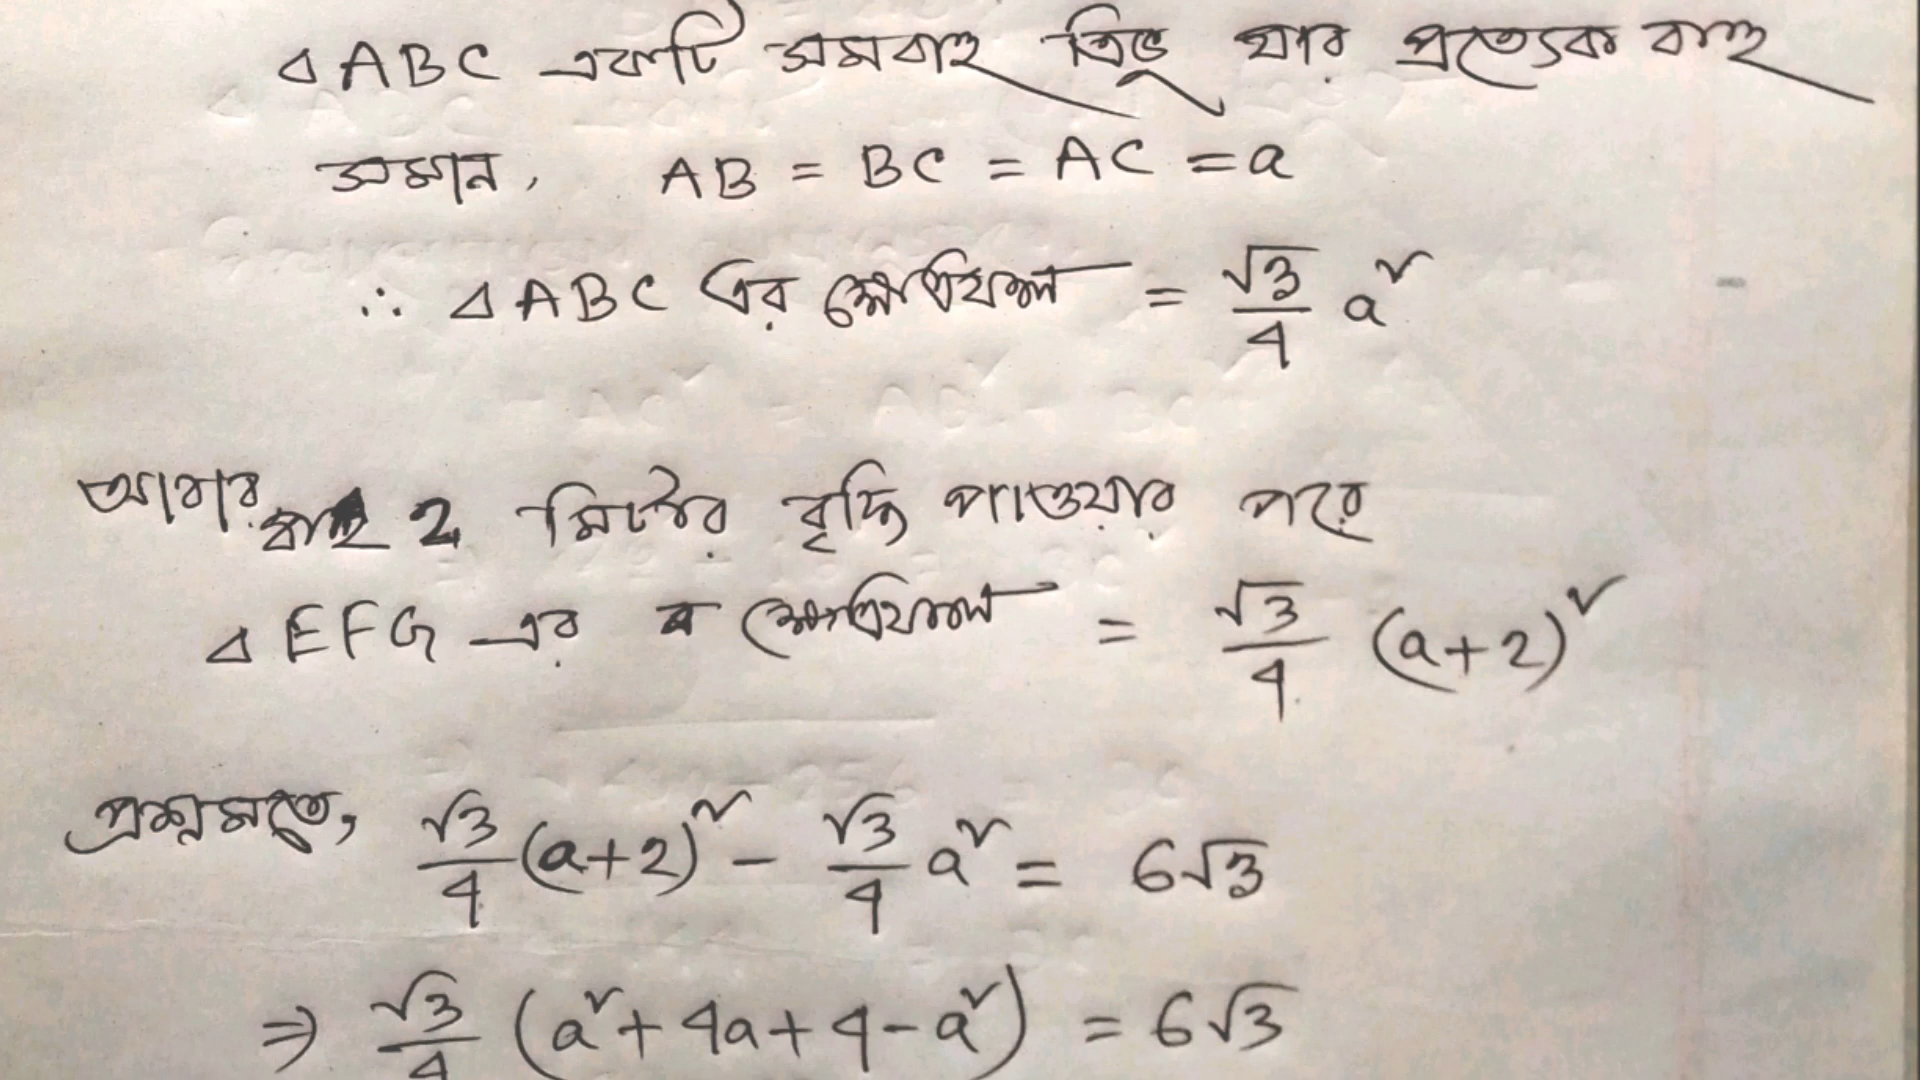 △ABC একটি সমবাহু ত্রিভূ যার প্রত্যেক বাহু
সমান, AB = BC = AC = a
∴ △ABC এর ক্ষেত্রফল = √3/4 a²
আবার বাহু 2 মিটার বৃদ্ধি পাওয়ার পরে
△EFG এর ক্ষেত্রফল = √3/4 (a+2)²
প্রশ্নমতে, √3/4 (a+2)² - √3/4 a² = 6√3
⇒ √3/4 (a² + 4a + 4 - a²) = 6√3